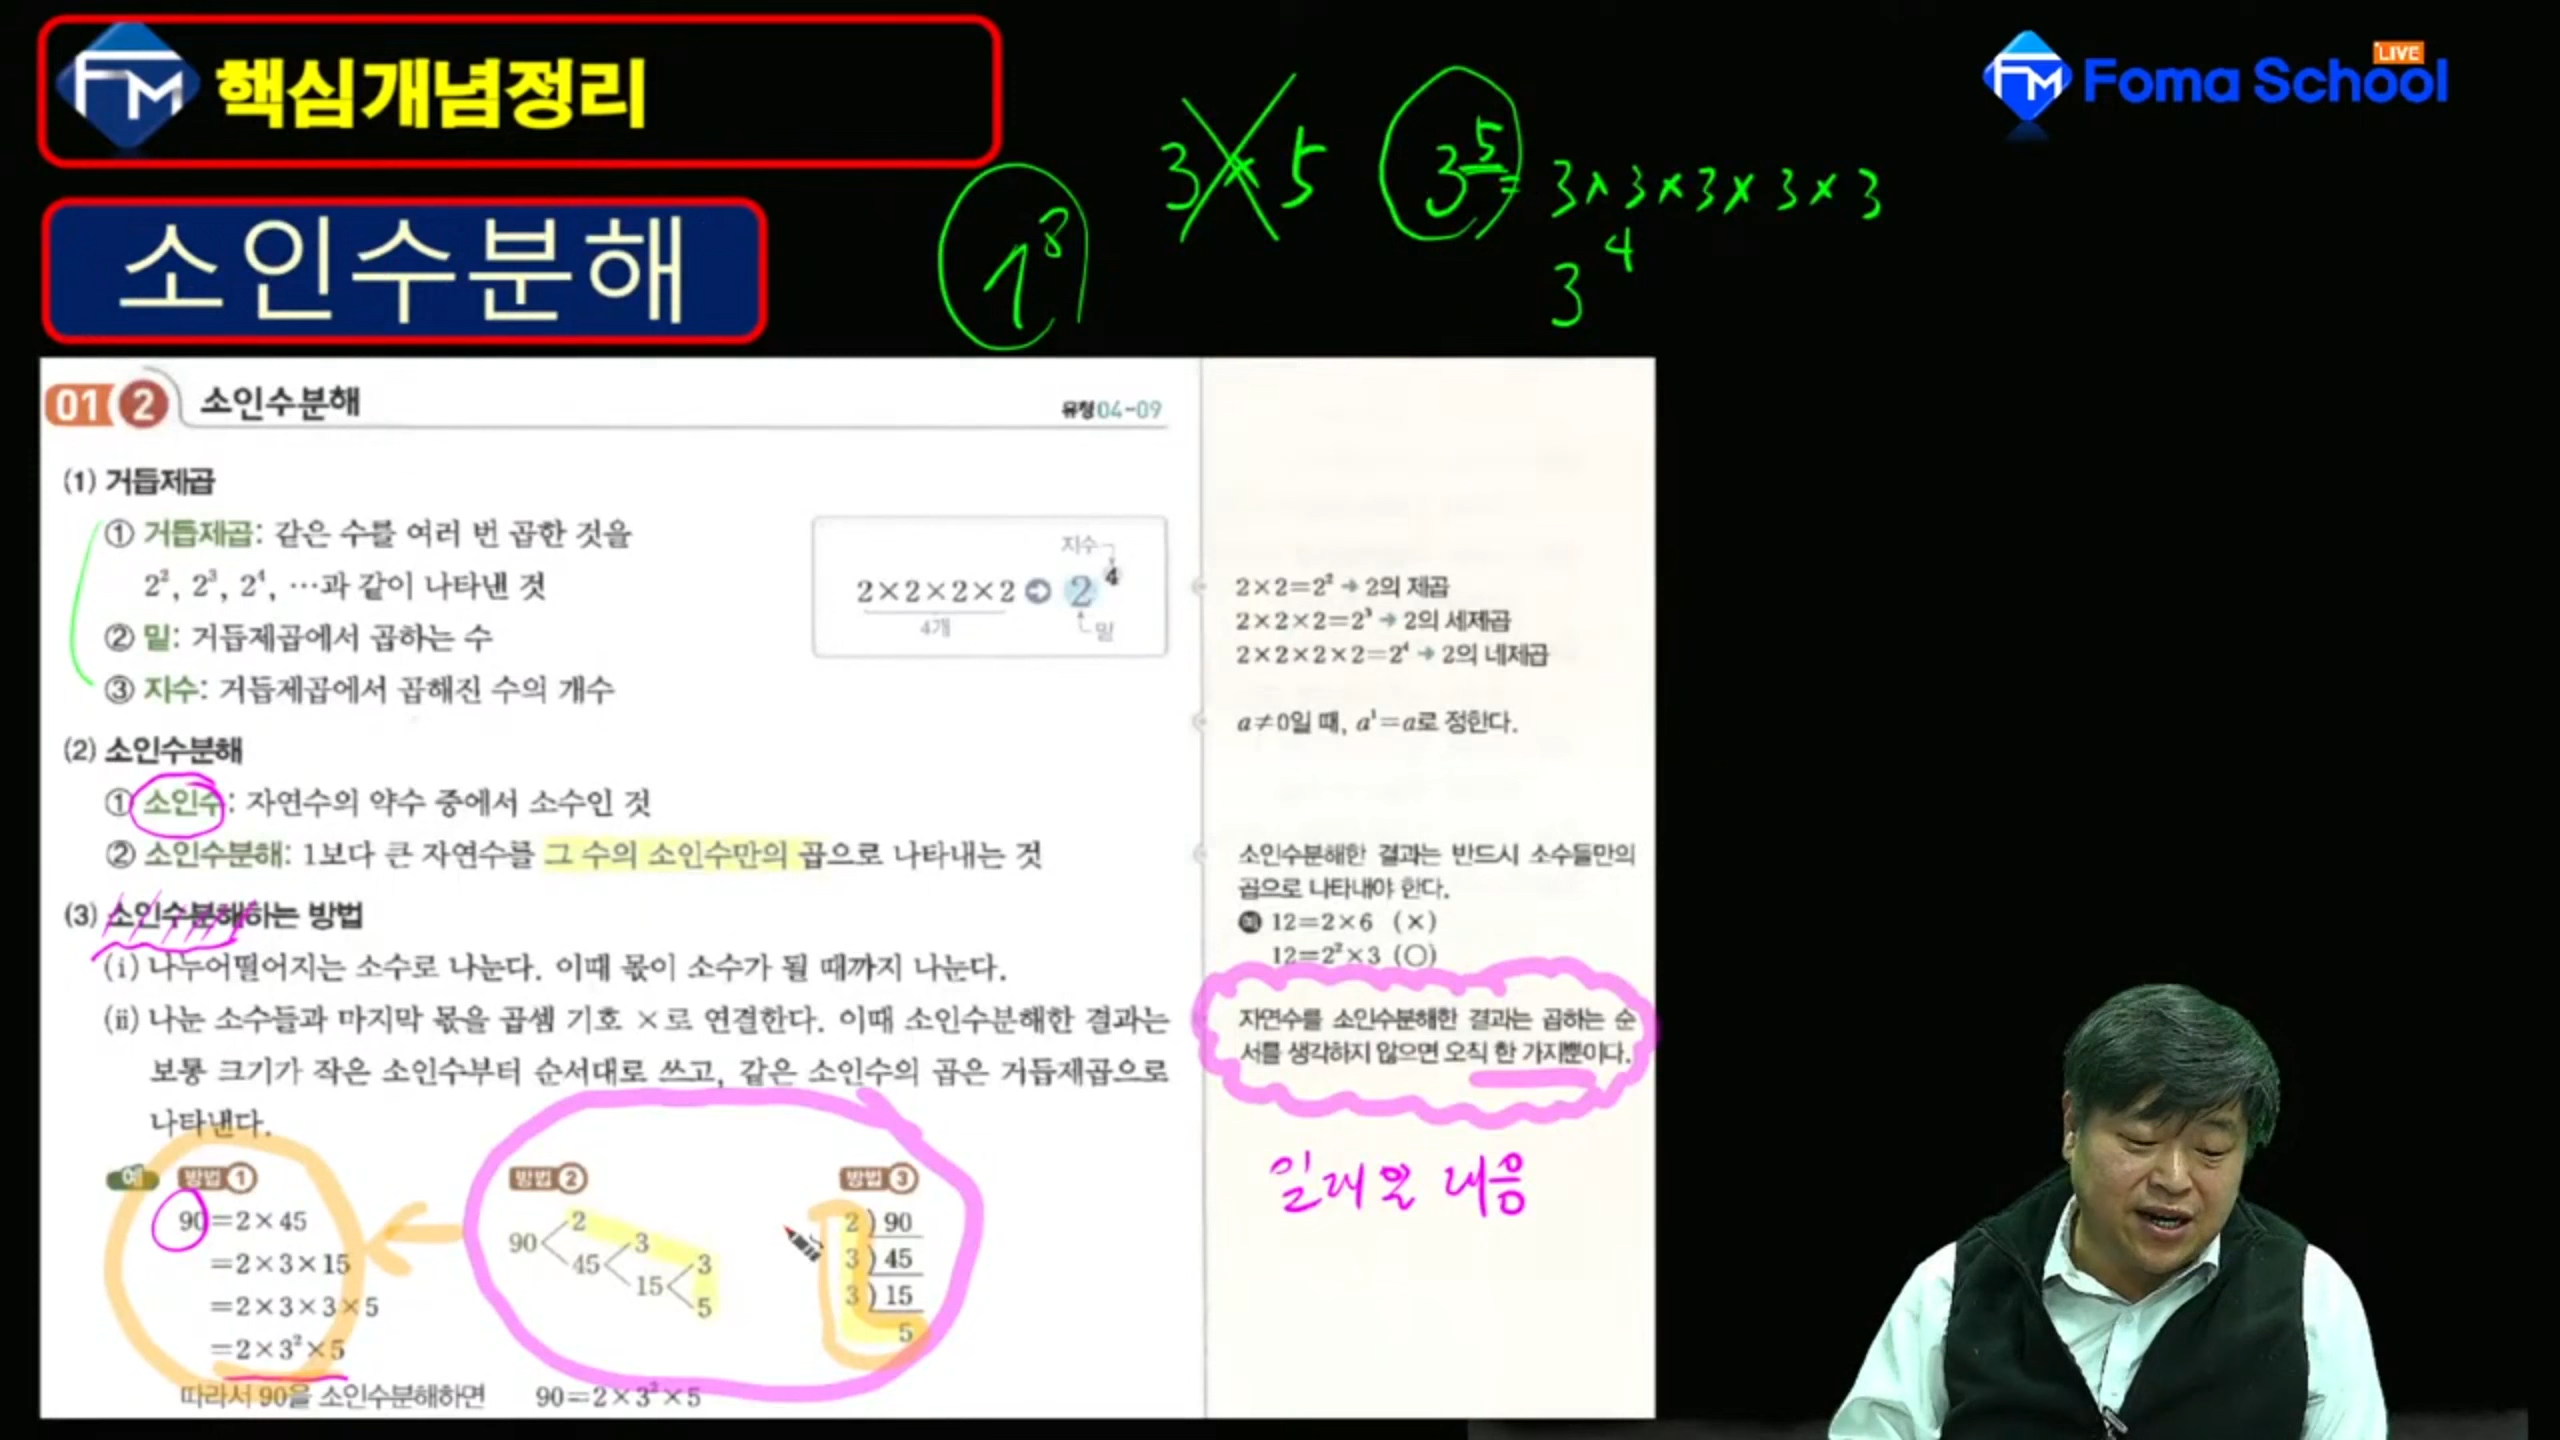 FM 핵심개념정리
LIVE
FM Foma School
소인수분해
3×5
3⁵ = 3×3×3×3×3
3⁴
1⁸
01 2 소인수분해
유형 04-09
(1) 거듭제곱
① 거듭제곱: 같은 수를 여러 번 곱한 것을
2², 2³, 2⁴, …과 같이 나타낸 것
② 밑: 거듭제곱에서 곱하는 수
③ 지수: 거듭제곱에서 곱해진 수의 개수
지수
2×2×2×2 ➲ 2⁴
4개
밑
(2) 소인수분해
① 소인수: 자연수의 약수 중에서 소수인 것
② 소인수분해: 1보다 큰 자연수를 그 수의 소인수만의 곱으로 나타내는 것
(3) 소인수분해하는 방법
(ⅰ) 나누어떨어지는 소수로 나눈다. 이때 몫이 소수가 될 때까지 나눈다.
(ⅱ) 나눈 소수들과 마지막 몫을 곱셈 기호 ×로 연결한다. 이때 소인수분해한 결과는
보통 크기가 작은 소인수부터 순서대로 쓰고, 같은 소인수의 곱은 거듭제곱으로
나타낸다.
예 방법 1
90=2×45
=2×3×15
=2×3×3×5
=2×3²×5
방법 2
90 2
45 3
15 3
5
방법 3
2) 90
3) 45
3) 15
5
따라서 90을 소인수분해하면 90=2×3²×5
2×2=2² → 2의 제곱
2×2×2=2³ → 2의 세제곱
2×2×2×2=2⁴ → 2의 네제곱
a≠0일 때, a¹=a로 정한다.
소인수분해한 결과는 반드시 소수들만의
곱으로 나타내야 한다.
예 12=2×6 (×)
12=2²×3 (○)
자연수를 소인수분해한 결과는 곱하는 순
서를 생각하지 않으면 오직 한 가지뿐이다.
일대일 대응